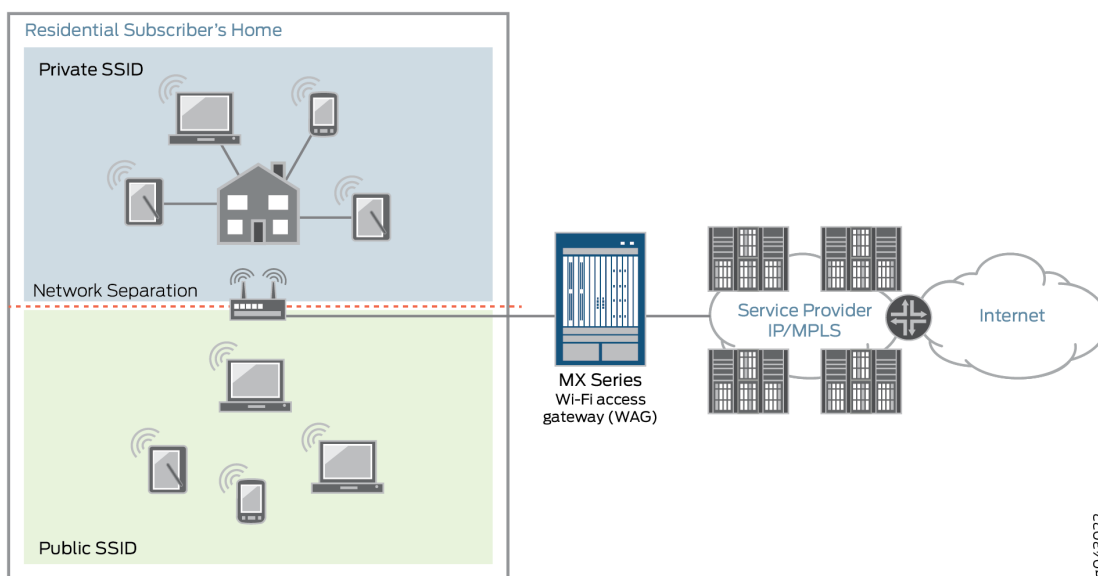 Residential Subscriber's Home
Private SSID
Network Separation
Public SSID
MX Series
Wi-Fi access
gateway (WAG)
Service Provider
IP/MPLS
Internet